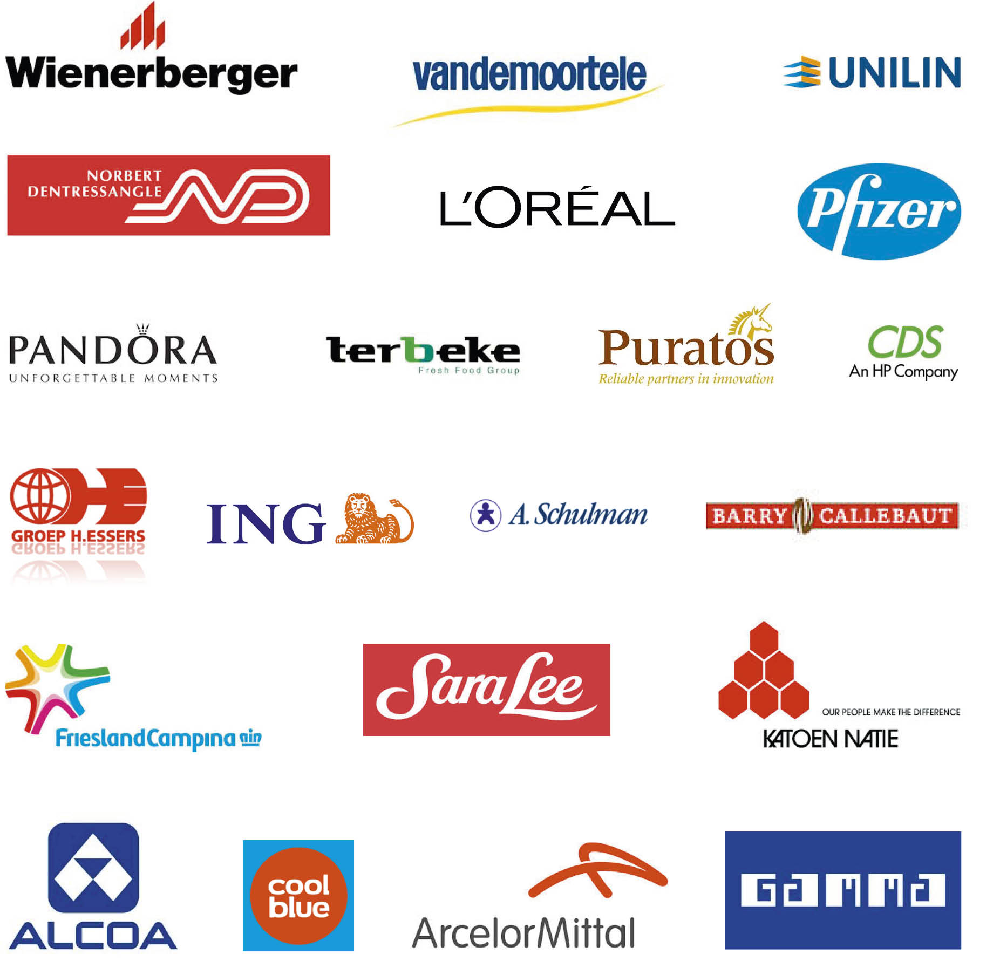 Wienerberger
vandemoortele
UNILIN
NORBERT
DENTRESSANGLE
ND
L'ORÉAL
Pfizer
PANDORA
UNFORGETTABLE MOMENTS
terbeke
Fresh Food Group
Puratos
Reliable partners in innovation
CDS
An HP Company
GROEP H.ESSERS
ING
A. Schulman
BARRY CALLEBAUT
FrieslandCampina
Sara Lee
OUR PEOPLE MAKE THE DIFFERENCE
KATOEN NATIE
ALCOA
cool
blue
ArcelorMittal
GAMMA